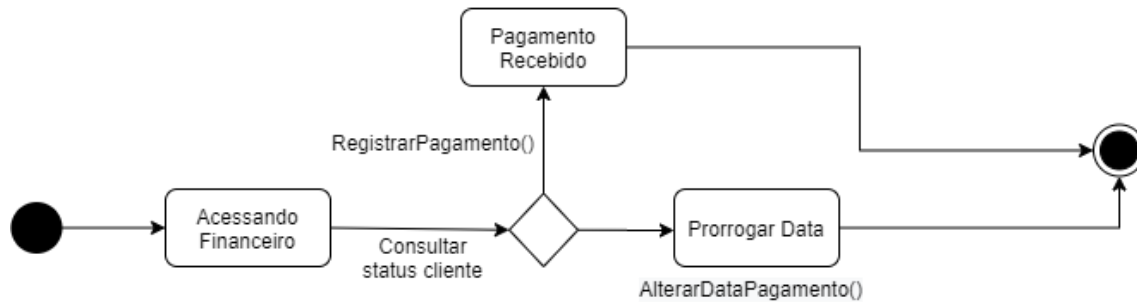 Pagamento
Recebido
RegistrarPagamento()
Acessando
Financeiro
Consultar
status cliente
Prorrogar Data
AlterarDataPagamento()